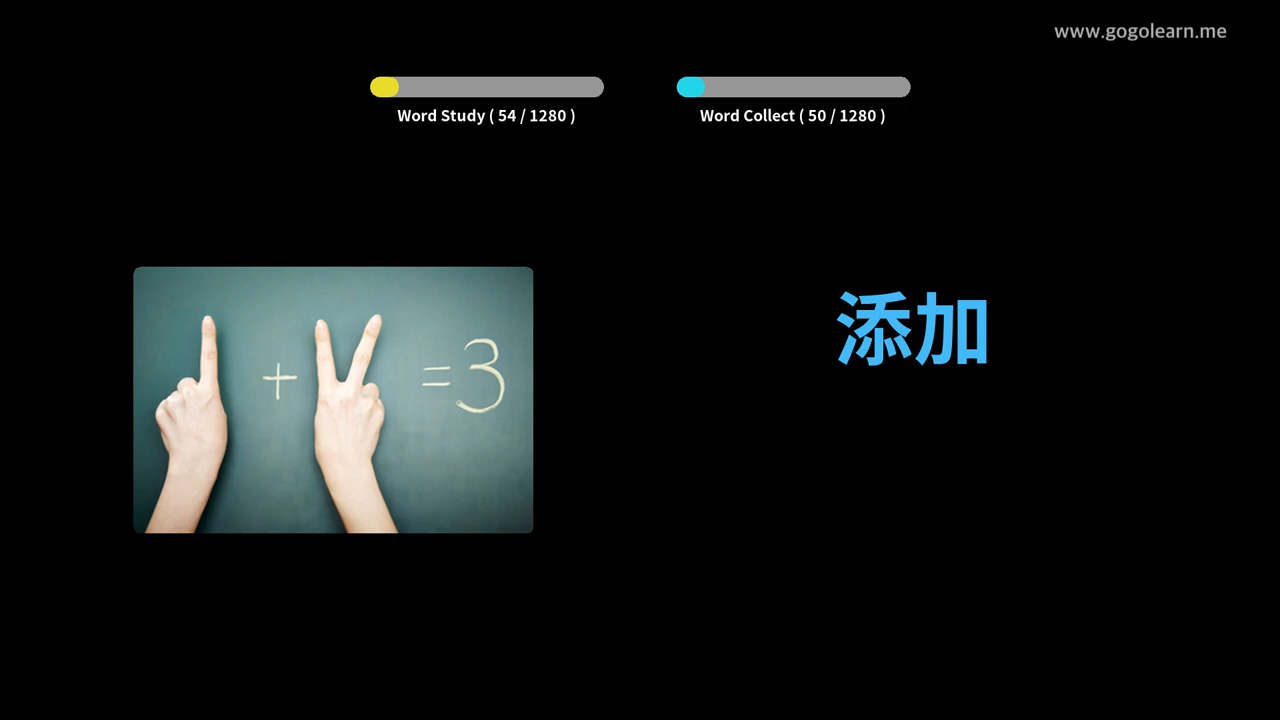 www.gogolearn.me
Word Study ( 54 / 1280 )
Word Collect ( 50 / 1280 )
添加
+ = 3